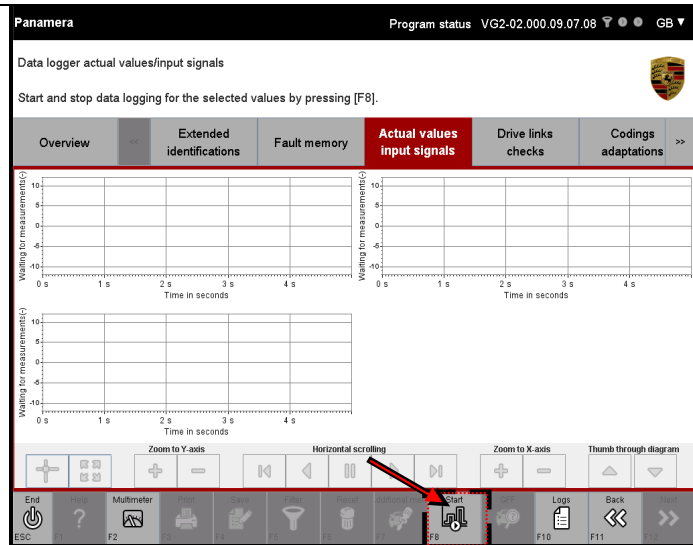 Panamera
Program status VG2-02.000.09.07.08 GB ▼
Data logger actual values/input signals
Start and stop data logging for the selected values by pressing [F8].
Overview
<<
Extended
identifications
Fault memory
Actual values
input signals
Drive links
checks
Codings
adaptations
>>
Waiting for measurements(-)
10
5
0
-5
-10
0 s 1 s 2 s 3 s 4 s
Time in seconds
Waiting for measurements(-)
10
5
0
-5
-10
0 s 1 s 2 s 3 s 4 s
Time in seconds
Waiting for measurements(-)
10
5
0
-5
-10
0 s 1 s 2 s 3 s 4 s
Time in seconds
Zoom to Y-axis
Horizontal scrolling
Zoom to X-axis
Thumb through diagram
End
ESC
Help
F1
Multimeter
F2
Print
F3
Save
F4
Filter
F5
Reset
F6
F7
Start
F8
OFF
Logs
F10
Back
F11
Next
F12